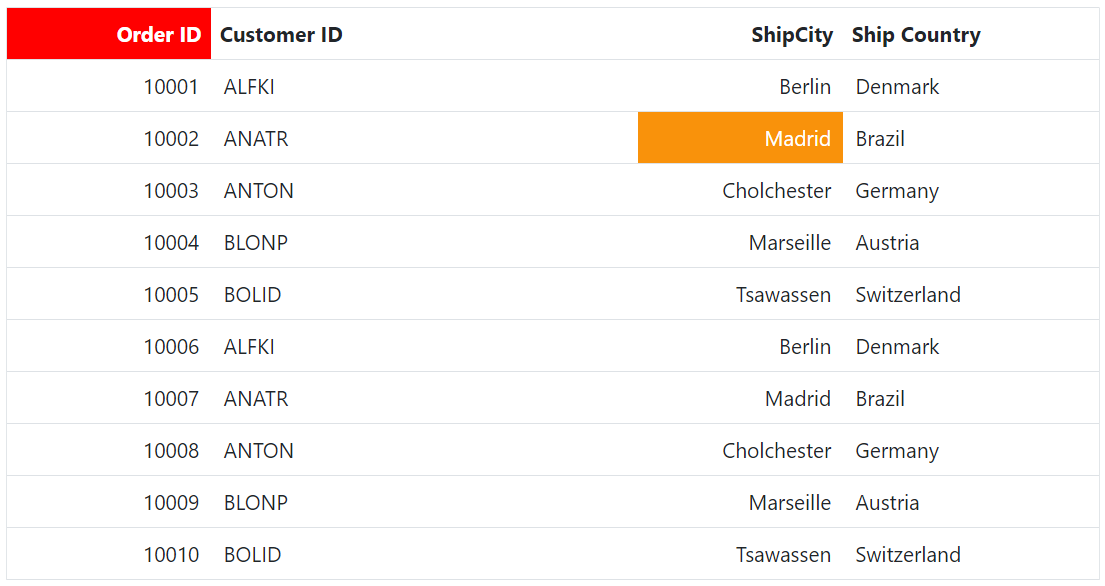 Order ID Customer ID ShipCity Ship Country
10001 ALFKI Berlin Denmark
10002 ANATR Madrid Brazil
10003 ANTON Cholchester Germany
10004 BLONP Marseille Austria
10005 BOLID Tsawassen Switzerland
10006 ALFKI Berlin Denmark
10007 ANATR Madrid Brazil
10008 ANTON Cholchester Germany
10009 BLONP Marseille Austria
10010 BOLID Tsawassen Switzerland